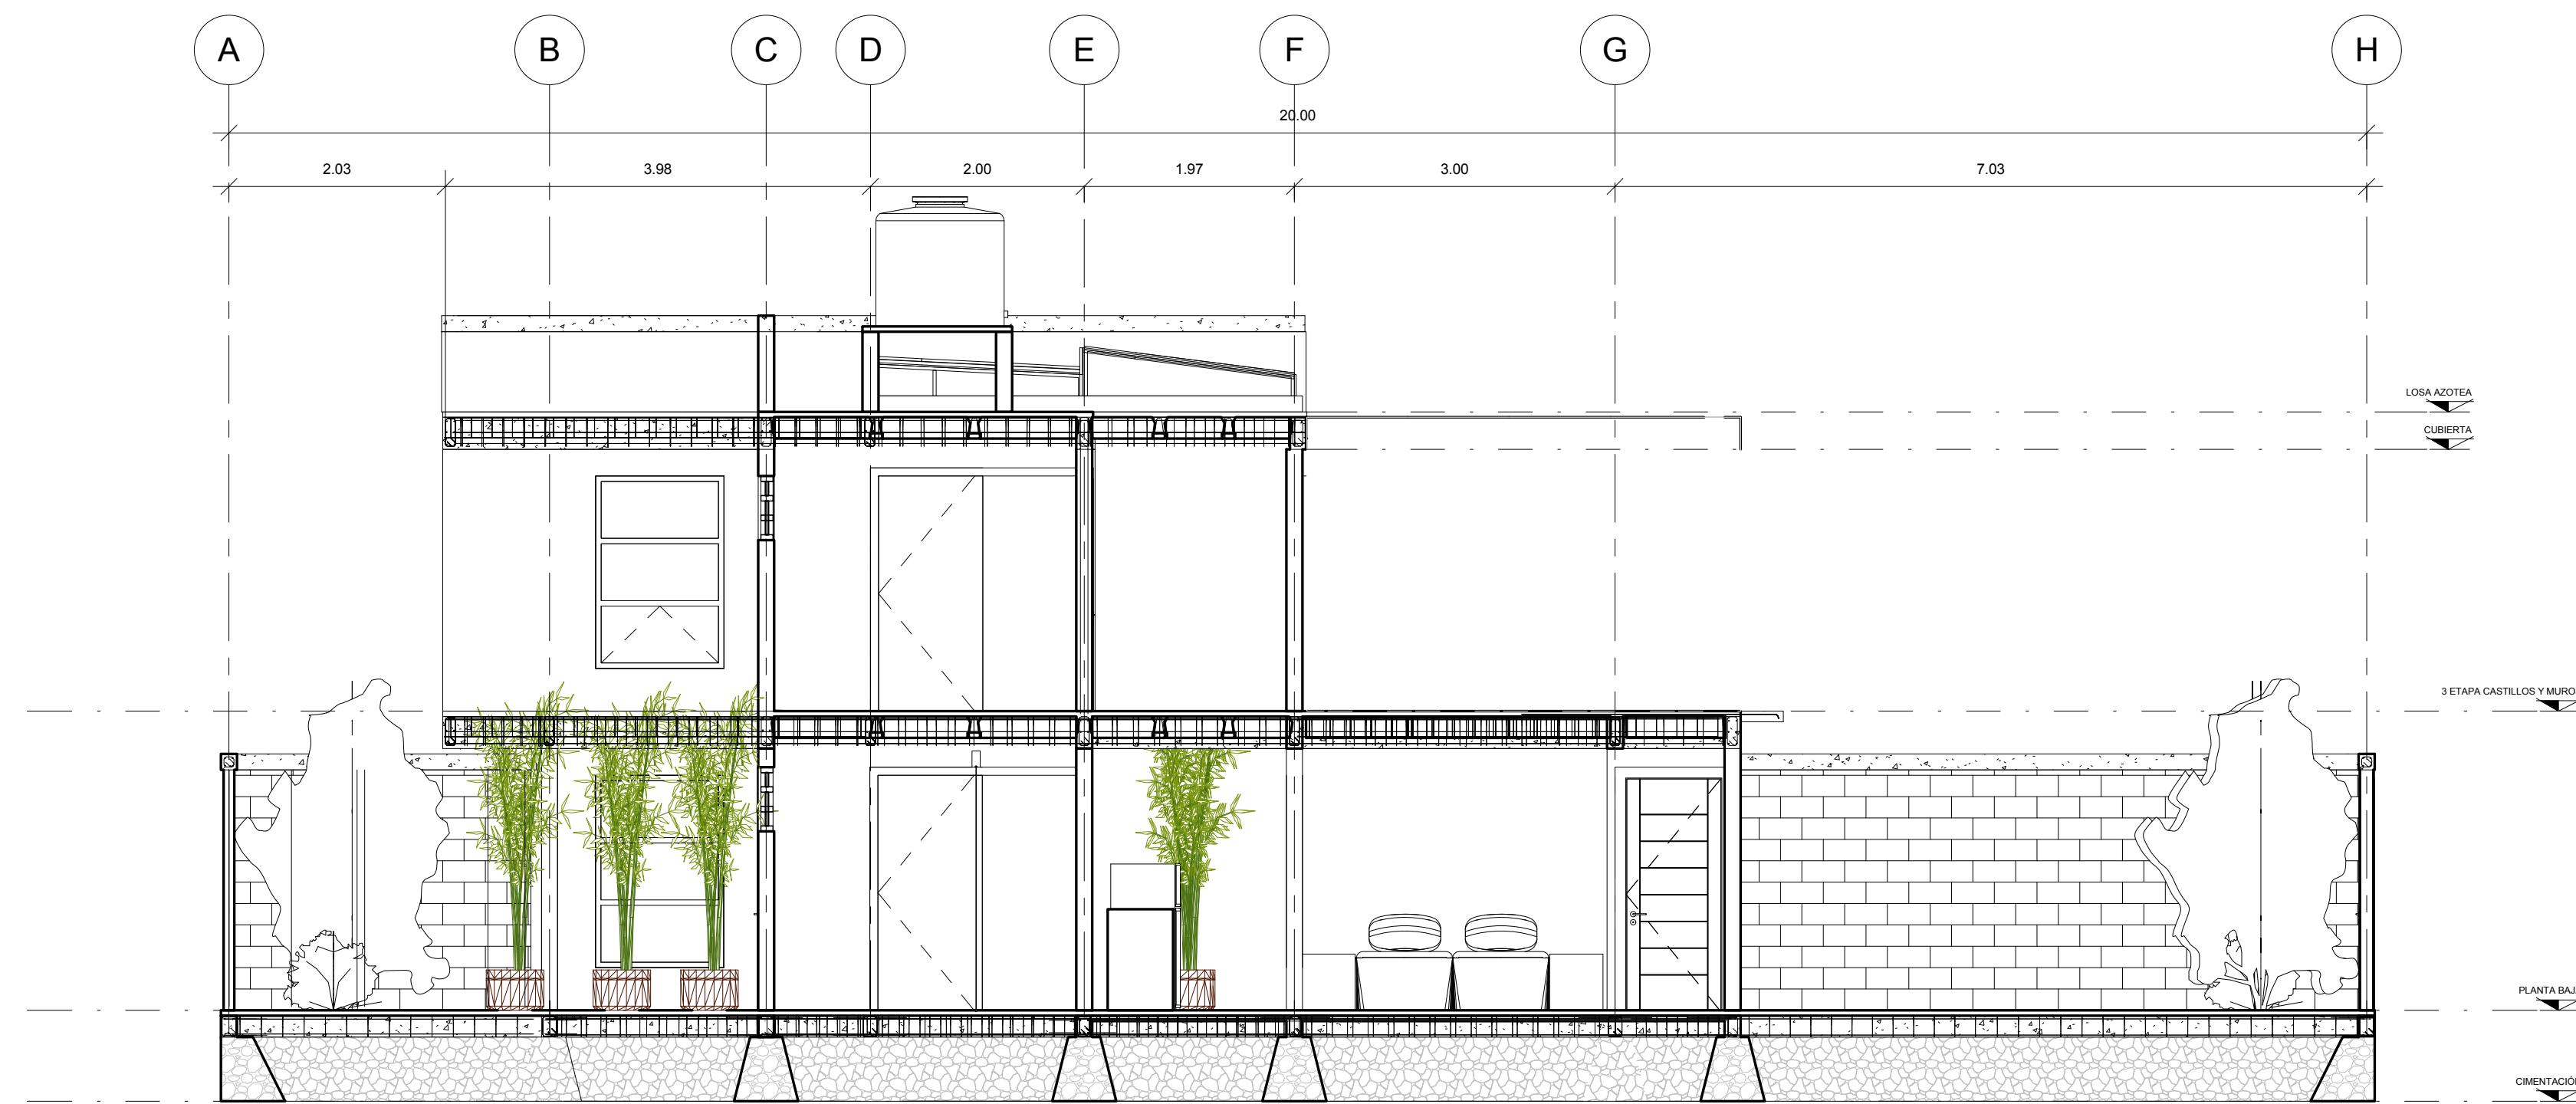 A B C D E F G H
20.00
2.03 3.98 2.00 1.97 3.00 7.03
LOSA AZOTEA
CUBIERTA
3 ETAPA CASTILLOS Y MURO
PLANTA BAJ
CIMENTACIÓN